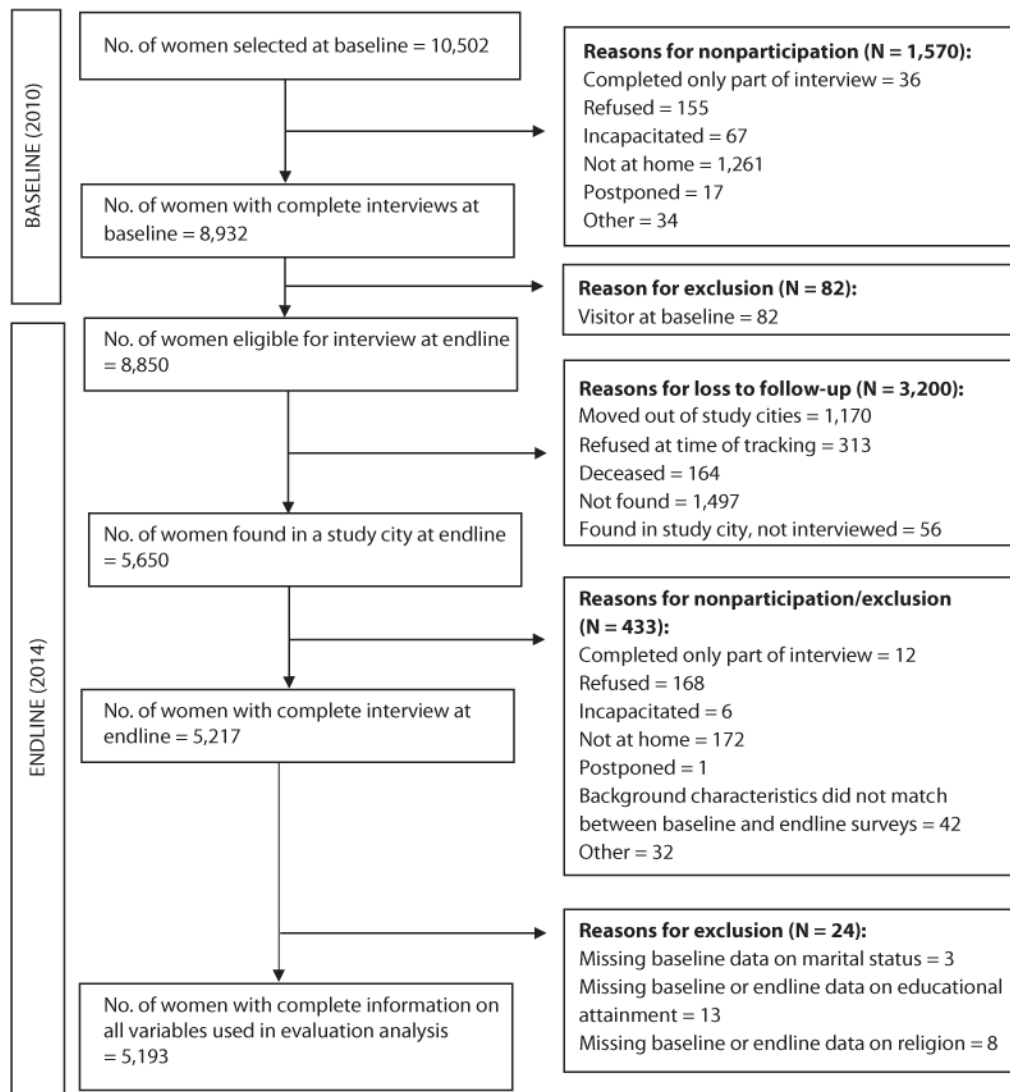 BASELINE (2010)
No. of women selected at baseline = 10,502
Reasons for nonparticipation (N = 1,570):
Completed only part of interview = 36
Refused = 155
Incapacitated = 67
Not at home = 1,261
Postponed = 17
Other = 34
No. of women with complete interviews at
baseline = 8,932
Reason for exclusion (N = 82):
Visitor at baseline = 82
ENDLINE (2014)
No. of women eligible for interview at endline
= 8,850
Reasons for loss to follow-up (N = 3,200):
Moved out of study cities = 1,170
Refused at time of tracking = 313
Deceased = 164
Not found = 1,497
Found in study city, not interviewed = 56
No. of women found in a study city at endline
= 5,650
Reasons for nonparticipation/exclusion
(N = 433):
Completed only part of interview = 12
Refused = 168
Incapacitated = 6
Not at home = 172
Postponed = 1
Background characteristics did not match
between baseline and endline surveys = 42
Other = 32
No. of women with complete interview at
endline = 5,217
Reasons for exclusion (N = 24):
Missing baseline data on marital status = 3
Missing baseline or endline data on educational
attainment = 13
Missing baseline or endline data on religion = 8
No. of women with complete information on
all variables used in evaluation analysis
= 5,193